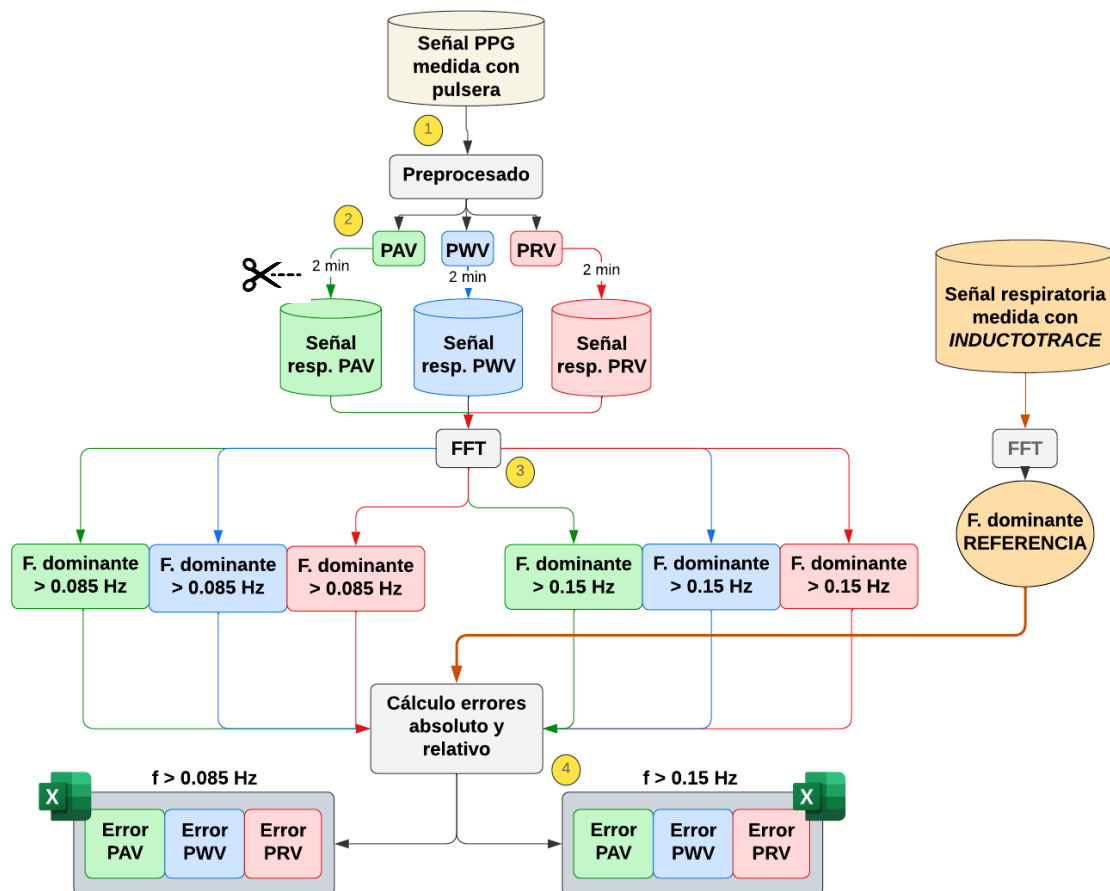 Señal PPG
medida con
pulsera
1
Preprocesado
2
PAV
PWV
PRV
2 min
2 min
2 min
Señal
resp. PAV
Señal
resp. PWV
Señal
resp. PRV
Señal respiratoria
medida con
INDUCTOTRACE
FFT
3
FFT
F. dominante
REFERENCIA
F. dominante
> 0.085 Hz
F. dominante
> 0.085 Hz
F. dominante
> 0.085 Hz
F. dominante
> 0.15 Hz
F. dominante
> 0.15 Hz
F. dominante
> 0.15 Hz
Cálculo errores
absoluto y
relativo
4
f > 0.085 Hz
X
Error
PAV
Error
PWV
Error
PRV
f > 0.15 Hz
X
Error
PAV
Error
PWV
Error
PRV